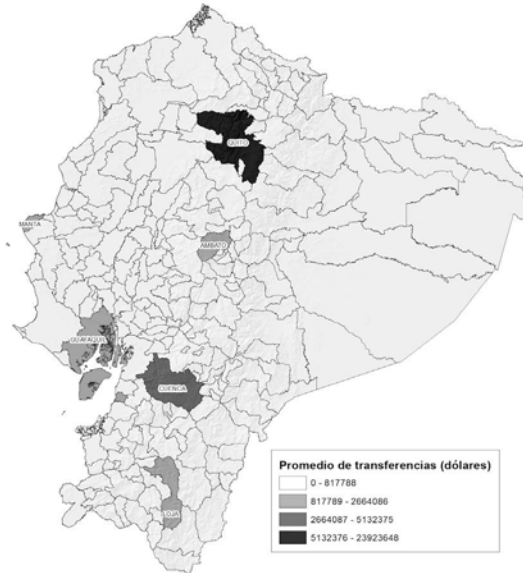 QUITO
MANTA
AMBATO
GUAYAQUIL
CUENCA
LOJA
Promedio de transferencias (dólares)
0 - 817788
817789 - 2664086
2664087 - 5132375
5132376 - 23923648